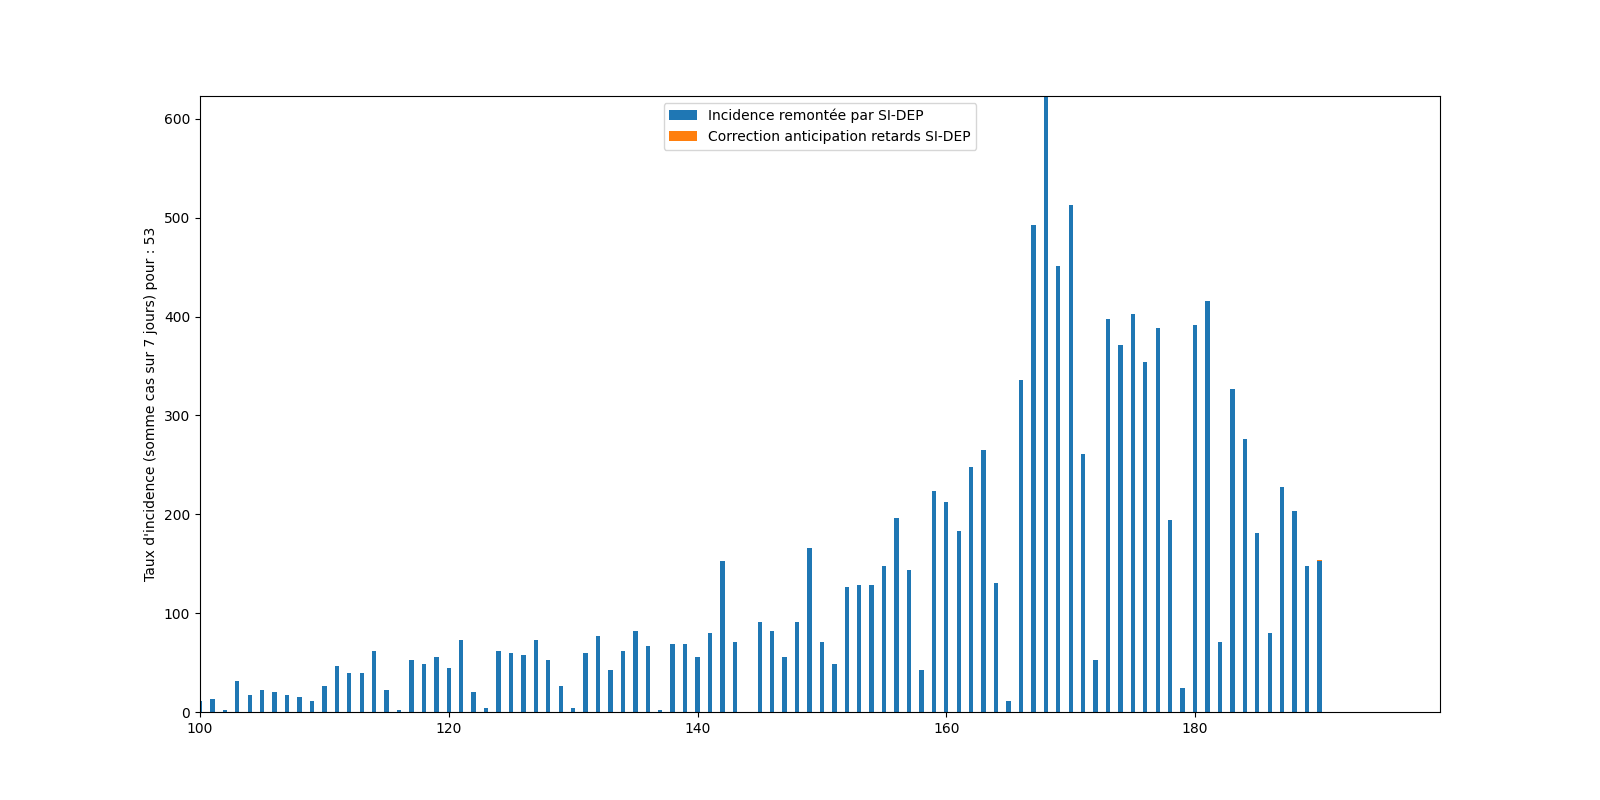 Incidence remontée par SI-DEP
Correction anticipation retards SI-DEP
Taux d'incidence (somme cas sur 7 jours) pour : 53
600
500
400
300
200
100
0
100 120 140 160 180